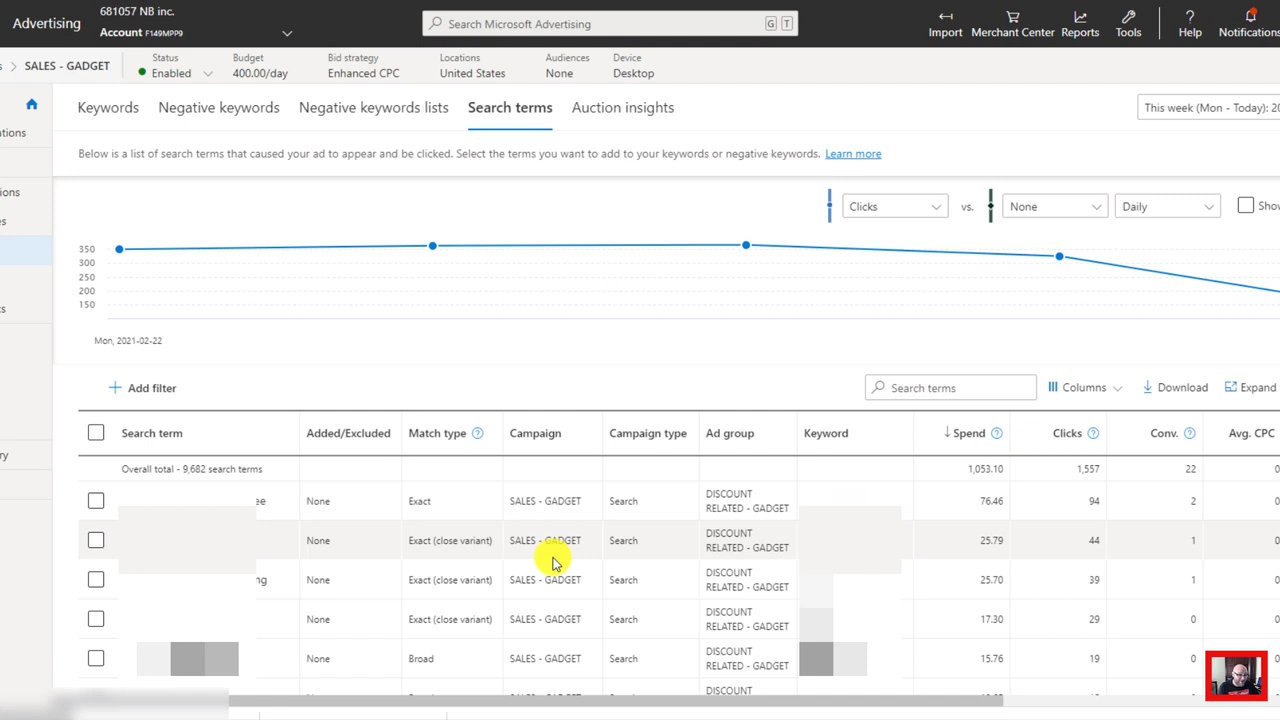 Advertising
681057 NB inc.
Account F149MPP9
Search Microsoft Advertising
G T
Import
Merchant Center
Reports
Tools
Help
Notifications
SALES - GADGET
Status
Enabled
Budget
400.00/day
Bid strategy
Enhanced CPC
Locations
United States
Audiences
None
Device
Desktop
Keywords
Negative keywords
Negative keywords lists
Search terms
Auction insights
This week (Mon - Today): 20
Below is a list of search terms that caused your ad to appear and be clicked. Select the terms you want to add to your keywords or negative keywords. Learn more
Clicks
vs.
None
Daily
Show
350
300
250
200
150
Mon, 2021-02-22
Add filter
Search terms
Columns
Download
Expand
Search term Added/Excluded Match type Campaign Campaign type Ad group Keyword Spend Clicks Conv. Avg. CPC
Overall total - 9,682 search terms 1,053.10 1,557 22 0
ee None Exact SALES - GADGET Search DISCOUNT RELATED - GADGET 76.46 94 2 0
None Exact (close variant) SALES - GADGET Search DISCOUNT RELATED - GADGET 25.79 44 1 0
ng None Exact (close variant) SALES - GADGET Search DISCOUNT RELATED - GADGET 25.70 39 1 0
None Exact (close variant) SALES - GADGET Search DISCOUNT RELATED - GADGET 17.30 29 0 0
None Broad SALES - GADGET Search DISCOUNT RELATED - GADGET 15.76 19 0 0
DISCOUNT